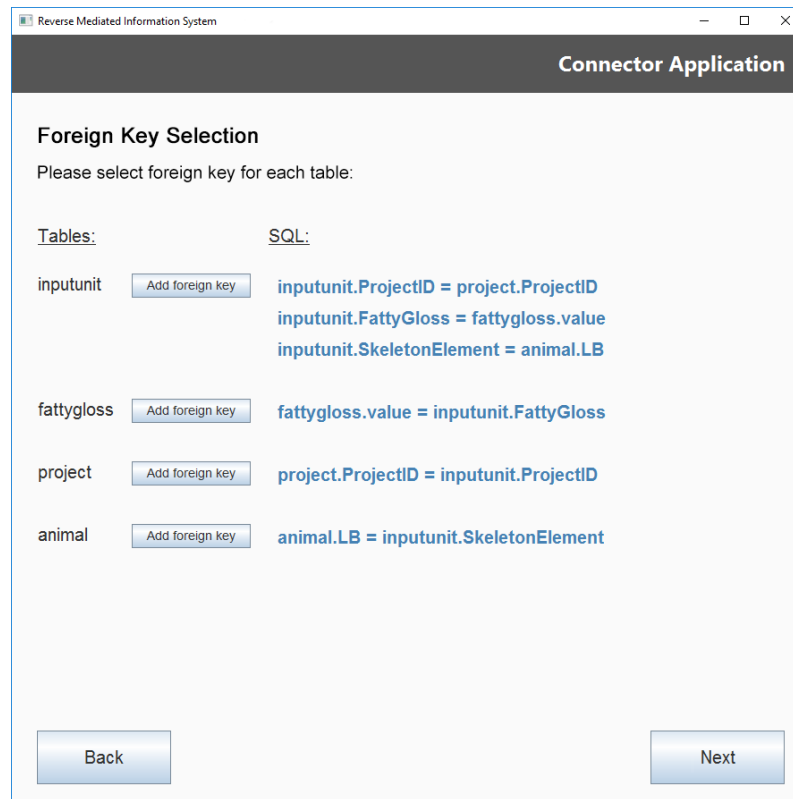 Reverse Mediated Information System
Connector Application
Foreign Key Selection
Please select foreign key for each table:
Tables: SQL:
inputunit Add foreign key inputunit.ProjectID = project.ProjectID
inputunit.FattyGloss = fattygloss.value
inputunit.SkeletonElement = animal.LB
fattygloss Add foreign key fattygloss.value = inputunit.FattyGloss
project Add foreign key project.ProjectID = inputunit.ProjectID
animal Add foreign key animal.LB = inputunit.SkeletonElement
Back Next